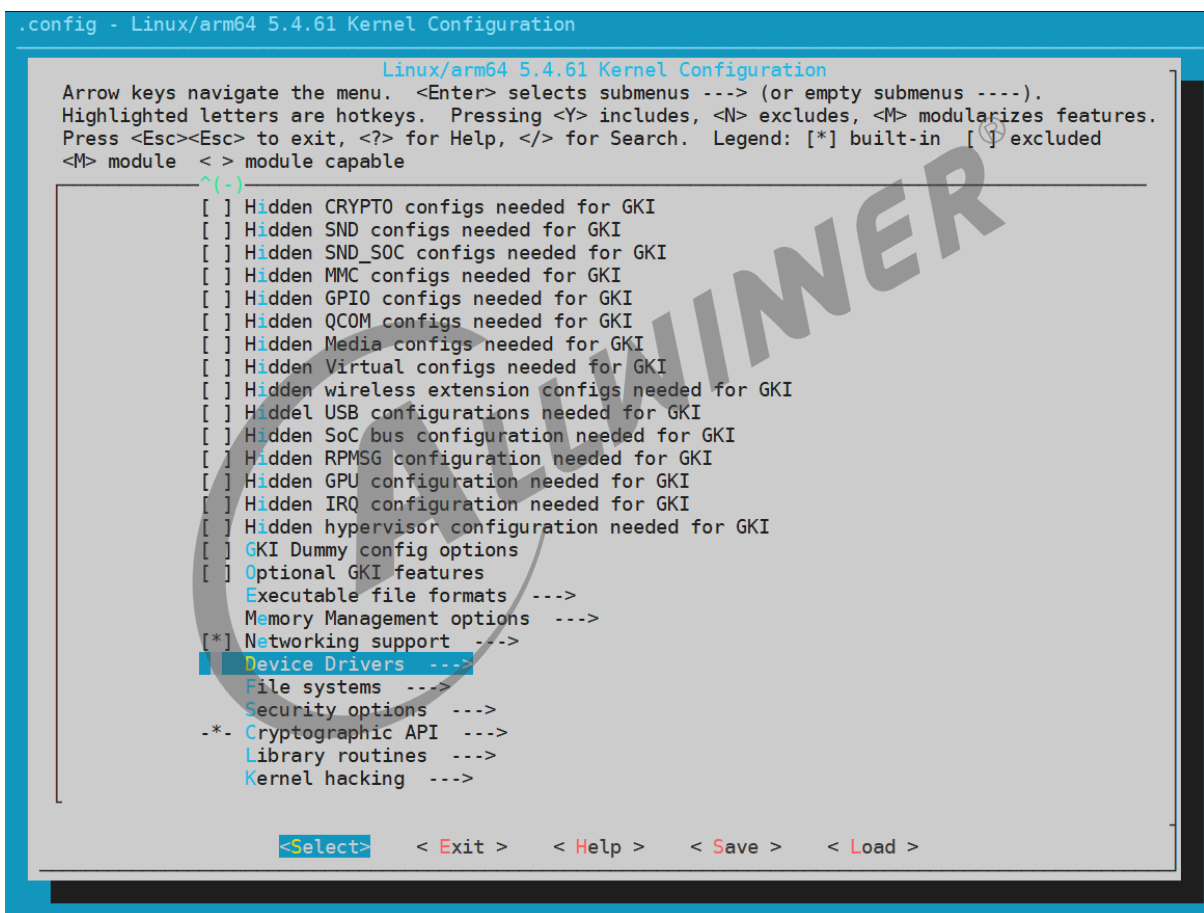 .config - Linux/arm64 5.4.61 Kernel Configuration
Linux/arm64 5.4.61 Kernel Configuration
Arrow keys navigate the menu.  <Enter> selects submenus ---> (or empty submenus ----).
Highlighted letters are hotkeys.  Pressing <Y> includes, <N> excludes, <M> modularizes features.
Press <Esc><Esc> to exit, <?> for Help, </> for Search.  Legend: [*] built-in  [ ] excluded
<M> module  < > module capable
^(-)
[ ] Hidden CRYPTO configs needed for GKI
[ ] Hidden SND configs needed for GKI
[ ] Hidden SND_SOC configs needed for GKI
[ ] Hidden MMC configs needed for GKI
[ ] Hidden GPIO configs needed for GKI
[ ] Hidden QCOM configs needed for GKI
[ ] Hidden Media configs needed for GKI
[ ] Hidden Virtual configs needed for GKI
[ ] Hidden wireless extension configs needed for GKI
[ ] Hiddel USB configurations needed for GKI
[ ] Hidden SoC bus configuration needed for GKI
[ ] Hidden RPMSG configuration needed for GKI
[ ] Hidden GPU configuration needed for GKI
[ ] Hidden IRQ configuration needed for GKI
[ ] Hidden hypervisor configuration needed for GKI
[ ] GKI Dummy config options
[ ] Optional GKI features
Executable file formats  --->
Memory Management options  --->
[*] Networking support  --->
Device Drivers  --->
File systems  --->
Security options  --->
-*- Cryptographic API  --->
Library routines  --->
Kernel hacking  --->
<Select>    < Exit >    < Help >    < Save >    < Load >
ALLWINNER®